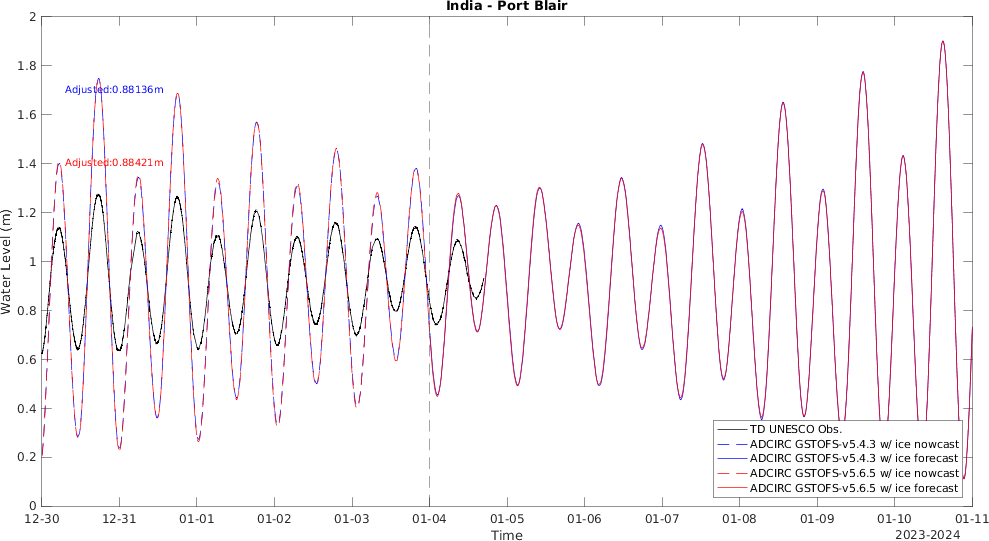 India - Port Blair
2
1.8
1.6
1.4
1.2
1
0.8
0.6
0.4
0.2
0
Water Level (m)
Adjusted:0.88136m
Adjusted:0.88421m
TD UNESCO Obs.
ADCIRC GSTOFS-v5.4.3 w/ ice nowcast
ADCIRC GSTOFS-v5.4.3 w/ ice forecast
ADCIRC GSTOFS-v5.6.5 w/ ice nowcast
ADCIRC GSTOFS-v5.6.5 w/ ice forecast
12-30 12-31 01-01 01-02 01-03 01-04 01-05 01-06 01-07 01-08 01-09 01-10 01-11
Time
2023-2024